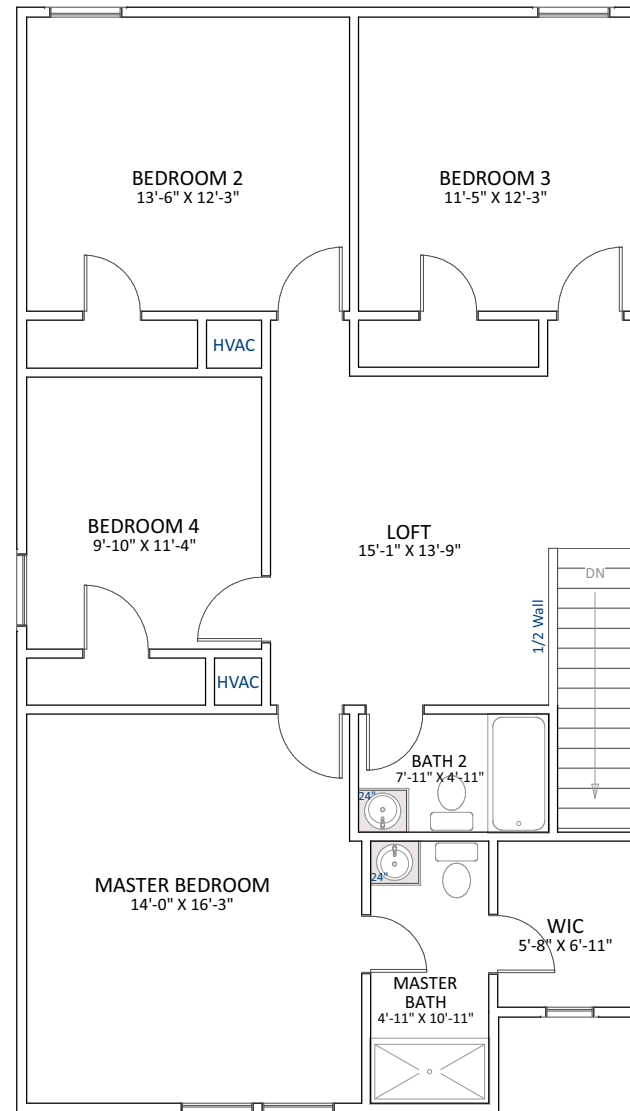 BEDROOM 2
13'-6" X 12'-3"
BEDROOM 3
11'-5" X 12'-3"
HVAC
BEDROOM 4
9'-10" X 11'-4"
LOFT
15'-1" X 13'-9"
DN
1/2 Wall
HVAC
BATH 2
7'-11" X 4'-11"
24"
24"
MASTER BEDROOM
14'-0" X 16'-3"
WIC
5'-8" X 6'-11"
MASTER
BATH
4'-11" X 10'-11"